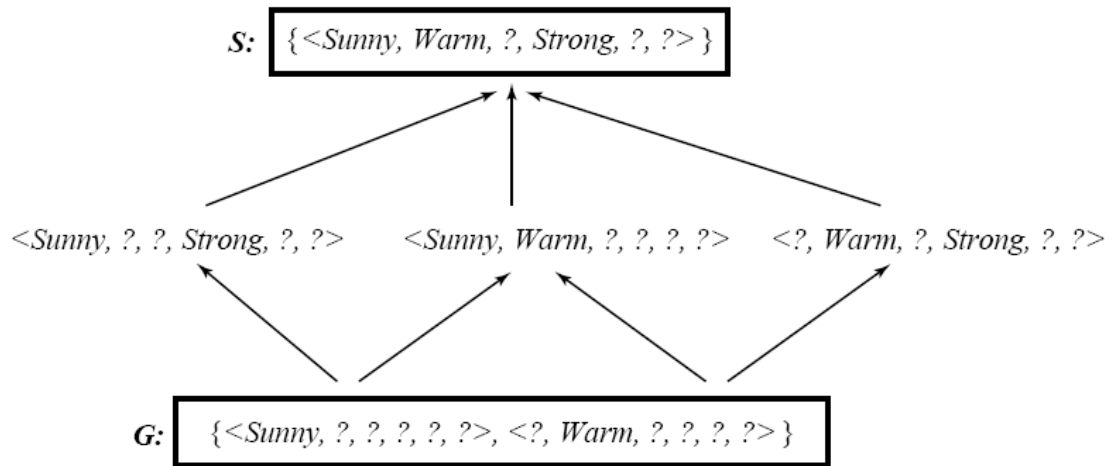 S: {<Sunny, Warm, ?, Strong, ?, ?>}
<Sunny, ?, ?, Strong, ?, ?> <Sunny, Warm, ?, ?, ?, ?> <?, Warm, ?, Strong, ?, ?>
G: {<Sunny, ?, ?, ?, ?, ?>, <?, Warm, ?, ?, ?, ?>}